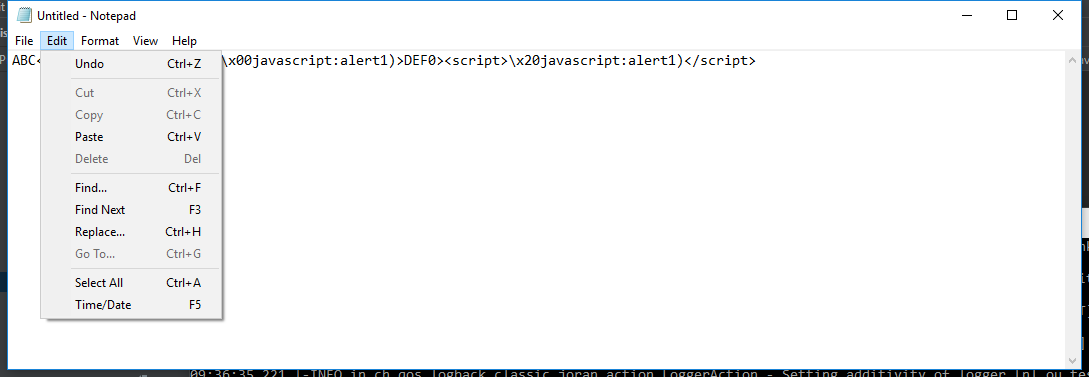 Untitled - Notepad
File Edit Format View Help
ABC< \x00javascript:alert1)>DEF0><script>\x20javascript:alert1)</script>
Undo Ctrl+Z
Cut Ctrl+X
Copy Ctrl+C
Paste Ctrl+V
Delete Del
Find... Ctrl+F
Find Next F3
Replace... Ctrl+H
Go To... Ctrl+G
Select All Ctrl+A
Time/Date F5
09:36:35,221 |-INFO in ch.qos.logback.classic.joran.action.LoggerAction - Setting additivity of logger